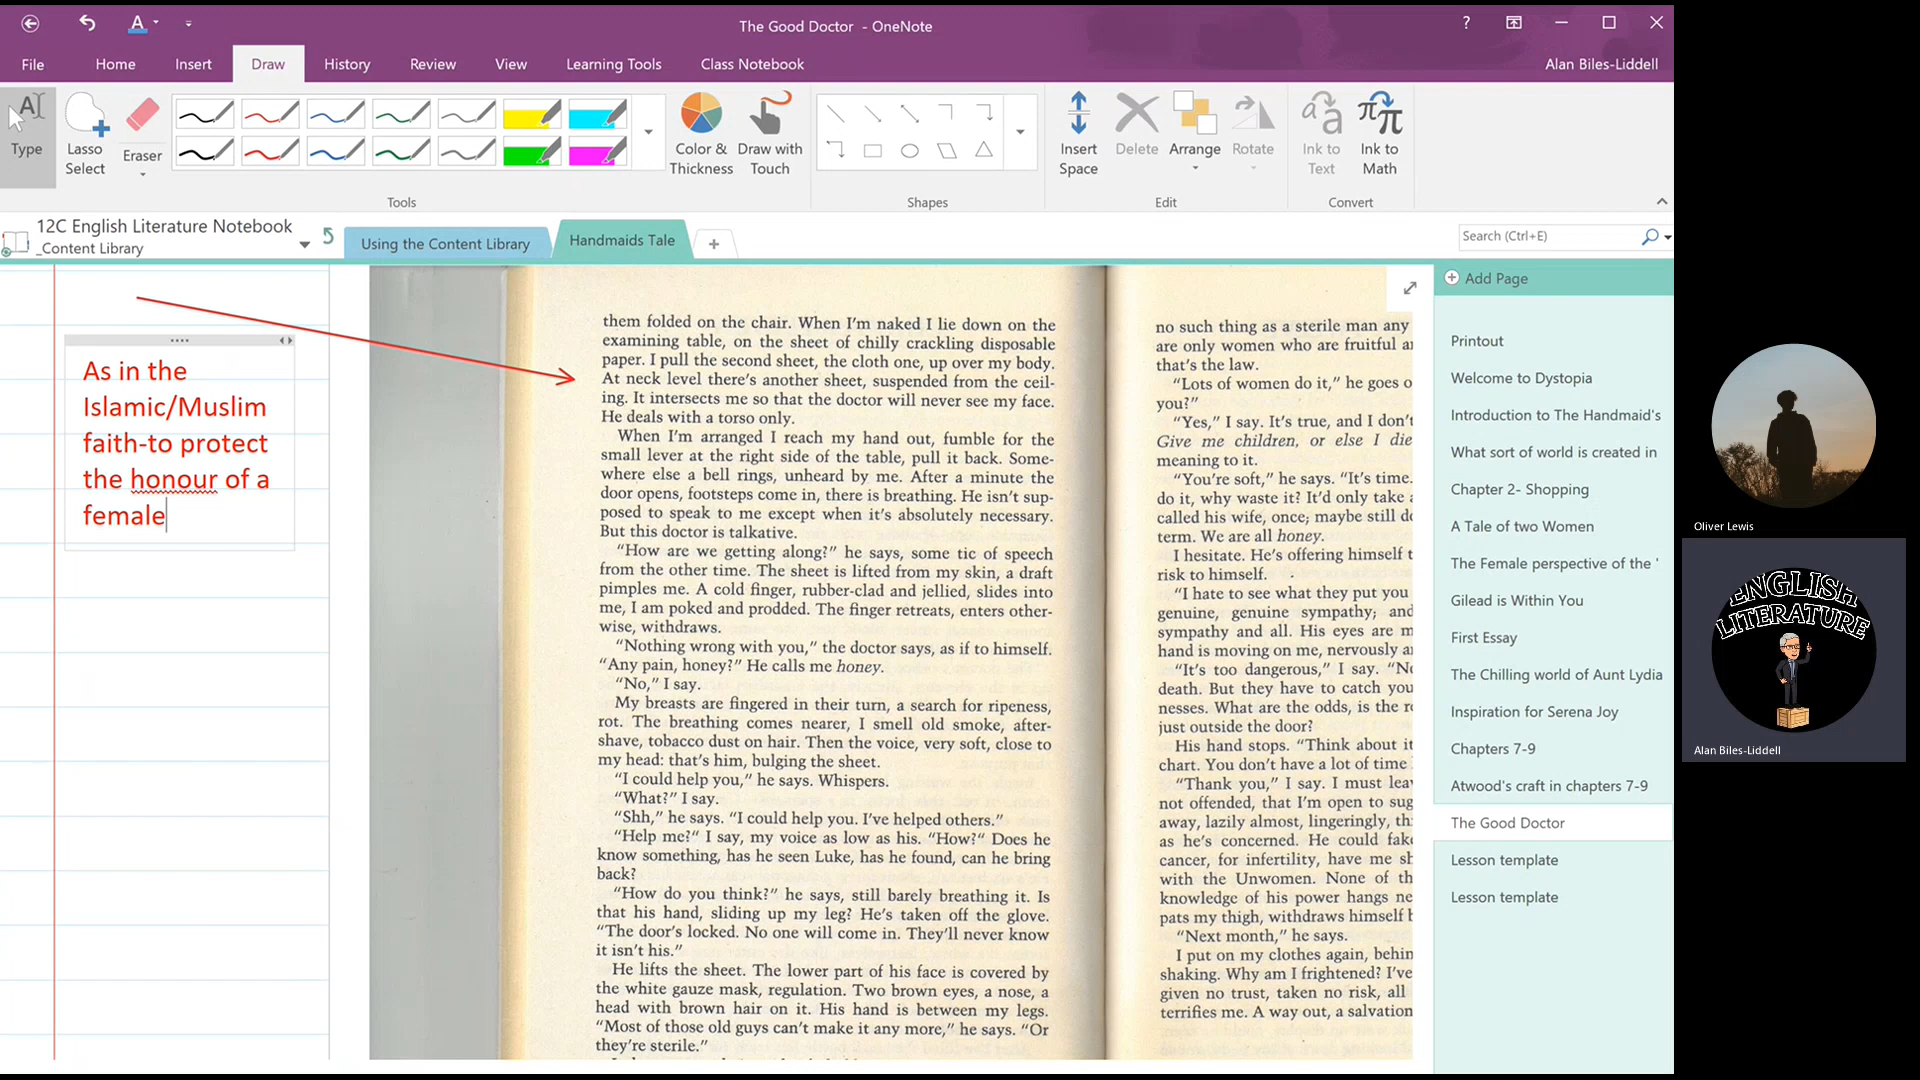 The Good Doctor - OneNote
?
A
File
Home
Insert
Draw
History
Review
View
Learning Tools
Class Notebook
Alan Biles-Liddell
Type
Lasso
Select
Eraser
Color &
Thickness
Draw with
Touch
Insert
Space
Delete
Arrange
Rotate
Ink to
Text
Ink to
Math
Tools
Shapes
Edit
Convert
12C English Literature Notebook
_Content Library
Using the Content Library
Handmaids Tale
Search (Ctrl+E)
As in the
Islamic/Muslim
faith-to protect
the honour of a
female
them folded on the chair. When I'm naked I lie down on the
examining table, on the sheet of chilly crackling disposable
paper. I pull the second sheet, the cloth one, up over my body.
At neck level there's another sheet, suspended from the ceil-
ing. It intersects me so that the doctor will never see my face.
He deals with a torso only.
When I'm arranged I reach my hand out, fumble for the
small lever at the right side of the table, pull it back. Some-
where else a bell rings, unheard by me. After a minute the
door opens, footsteps come in, there is breathing. He isn't sup-
posed to speak to me except when it's absolutely necessary.
But this doctor is talkative.
"How are we getting along?" he says, some tic of speech
from the other time. The sheet is lifted from my skin, a draft
pimples me. A cold finger, rubber-clad and jellied, slides into
me, I am poked and prodded. The finger retreats, enters other-
wise, withdraws.
"Nothing wrong with you," the doctor says, as if to himself.
"Any pain, honey?" He calls me honey.
"No," I say.
My breasts are fingered in their turn, a search for ripeness,
rot. The breathing comes nearer, I smell old smoke, after-
shave, tobacco dust on hair. Then the voice, very soft, close to
my head: that's him, bulging the sheet.
"I could help you," he says. Whispers.
"What?" I say.
"Shh," he says. "I could help you. I've helped others."
"Help me?" I say, my voice as low as his. "How?" Does he
know something, has he seen Luke, has he found, can he bring
back?
"How do you think?" he says, still barely breathing it. Is
that his hand, sliding up my leg? He's taken off the glove.
"The door's locked. No one will come in. They'll never know
it isn't his."
He lifts the sheet. The lower part of his face is covered by
the white gauze mask, regulation. Two brown eyes, a nose, a
head with brown hair on it. His hand is between my legs.
"Most of those old guys can't make it any more," he says. "Or
they're sterile."
no such thing as a sterile man any
are only women who are fruitful a
that's the law.
"Lots of women do it," he goes o
you?"
"Yes," I say. It's true, and I don't
Give me children, or else I die
meaning to it.
"You're soft," he says. "It's time.
do it, why waste it? It'd only take
called his wife, once; maybe still do
term. We are all honey.
I hesitate. He's offering himself t
risk to himself.
"I hate to see what they put you
genuine, genuine sympathy; and
sympathy and all. His eyes are m
hand is moving on me, nervously a
"It's too dangerous," I say. "No
death. But they have to catch you
nesses. What are the odds, is the r
just outside the door?
His hand stops. "Think about it
chart. You don't have a lot of time
"Thank you," I say. I must leav
not offended, that I'm open to sug
away, lazily almost, lingeringly, th
as he's concerned. He could fake
cancer, for infertility, have me sh
with the Unwomen. None of th
knowledge of his power hangs ne
pats my thigh, withdraws himself b
"Next month," he says.
I put on my clothes again, behin
shaking. Why am I frightened? I've
given no trust, taken no risk, all
terrifies me. A way out, a salvation
Add Page
Printout
Welcome to Dystopia
Introduction to The Handmaid's
What sort of world is created in
Chapter 2- Shopping
A Tale of two Women
The Female perspective of the '
Gilead is Within You
First Essay
The Chilling world of Aunt Lydia
Inspiration for Serena Joy
Chapters 7-9
Atwood's craft in chapters 7-9
The Good Doctor
Lesson template
Lesson template
Oliver Lewis
ENGLISH
LITERATURE
Alan Biles-Liddell